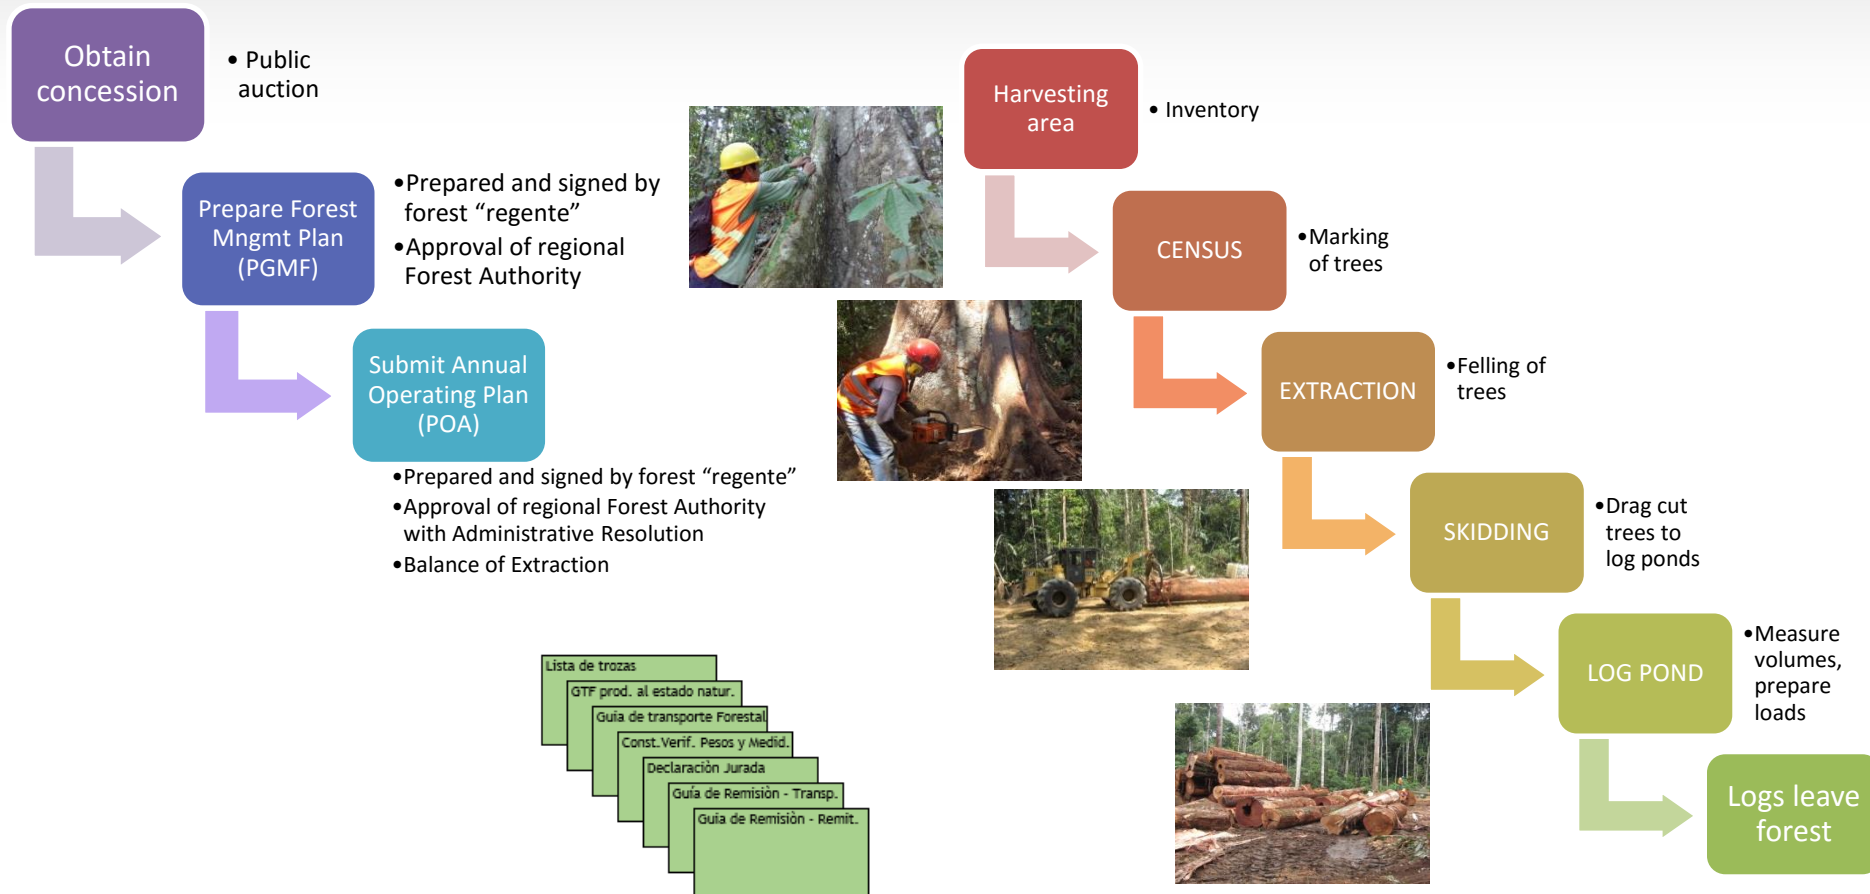 Obtain
concession
• Public
auction
Prepare Forest
Mngmt Plan
(PGMF)
•Prepared and signed by
forest “regente”
•Approval of regional
Forest Authority
Submit Annual
Operating Plan
(POA)
•Prepared and signed by forest “regente”
•Approval of regional Forest Authority
with Administrative Resolution
•Balance of Extraction
Lista de trozas
GTF prod. al estado natur.
Guia de transporte Forestal
Const.Verif. Pesos y Medid.
Declaraciòn Jurada
Guía de Remisiòn - Transp.
Guia de Remisiòn - Remit.
Harvesting
area
• Inventory
CENSUS
•Marking
of trees
EXTRACTION
•Felling of
trees
SKIDDING
•Drag cut
trees to
log ponds
LOG POND
•Measure
volumes,
prepare
loads
Logs leave
forest